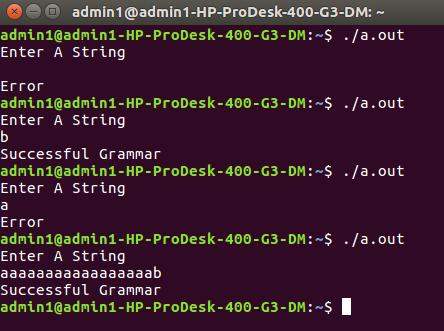 admin1@admin1-HP-ProDesk-400-G3-DM: ~
admin1@admin1-HP-ProDesk-400-G3-DM:~$ ./a.out
Enter A String
Error
admin1@admin1-HP-ProDesk-400-G3-DM:~$ ./a.out
Enter A String
b
Successful Grammar
admin1@admin1-HP-ProDesk-400-G3-DM:~$ ./a.out
Enter A String
a
Error
admin1@admin1-HP-ProDesk-400-G3-DM:~$ ./a.out
Enter A String
aaaaaaaaaaaaaaaaab
Successful Grammar
admin1@admin1-HP-ProDesk-400-G3-DM:~$